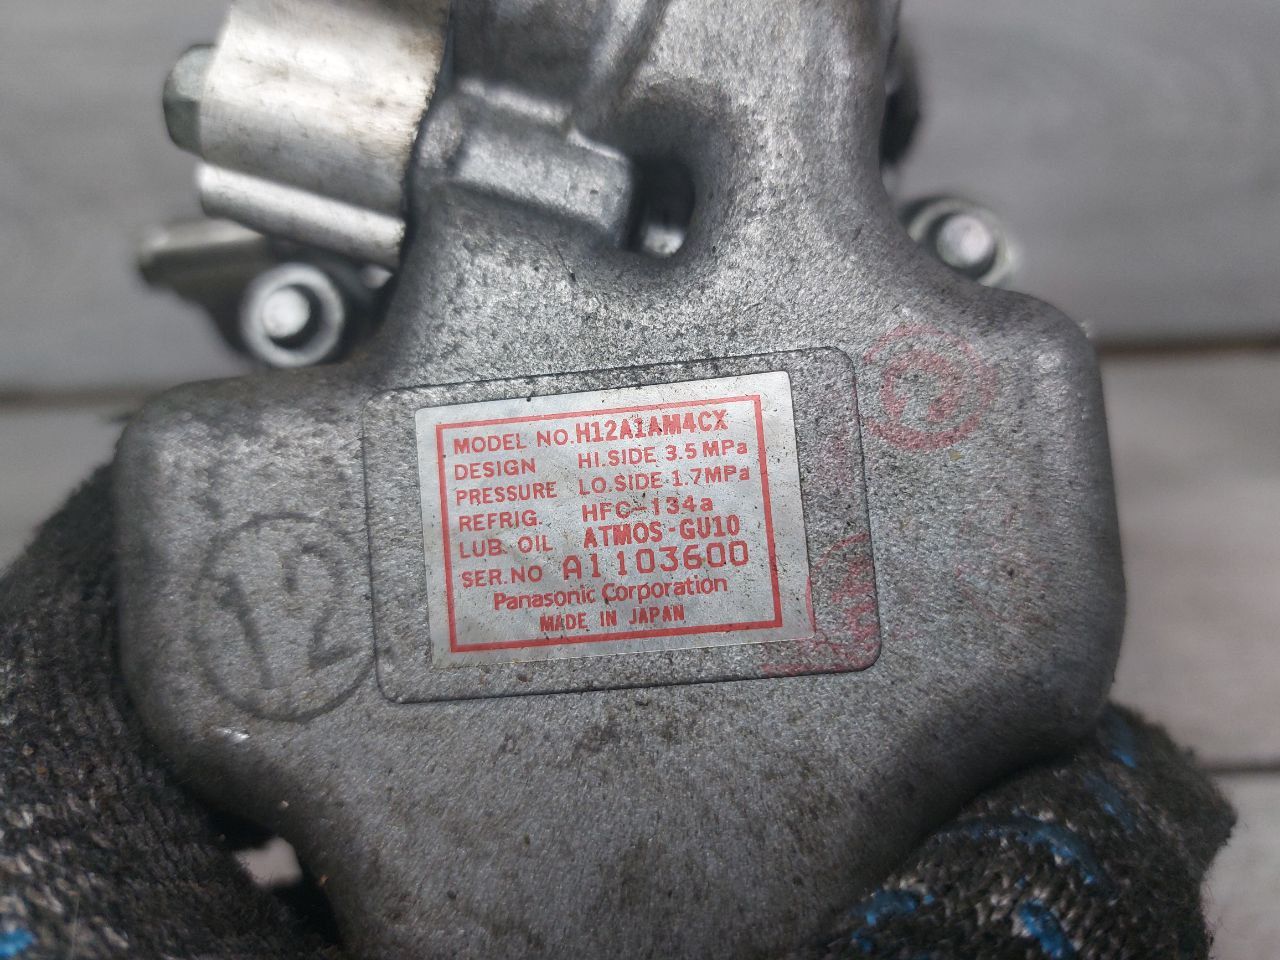 MODEL NO. H12A1AM4CX
DESIGN HI.SIDE 3.5 MPa
PRESSURE LO.SIDE 1.7MPa
REFRIG. HFC-134a
LUB. OIL ATMOS-GU10
SER.NO A1103600
Panasonic Corporation
MADE IN JAPAN
12